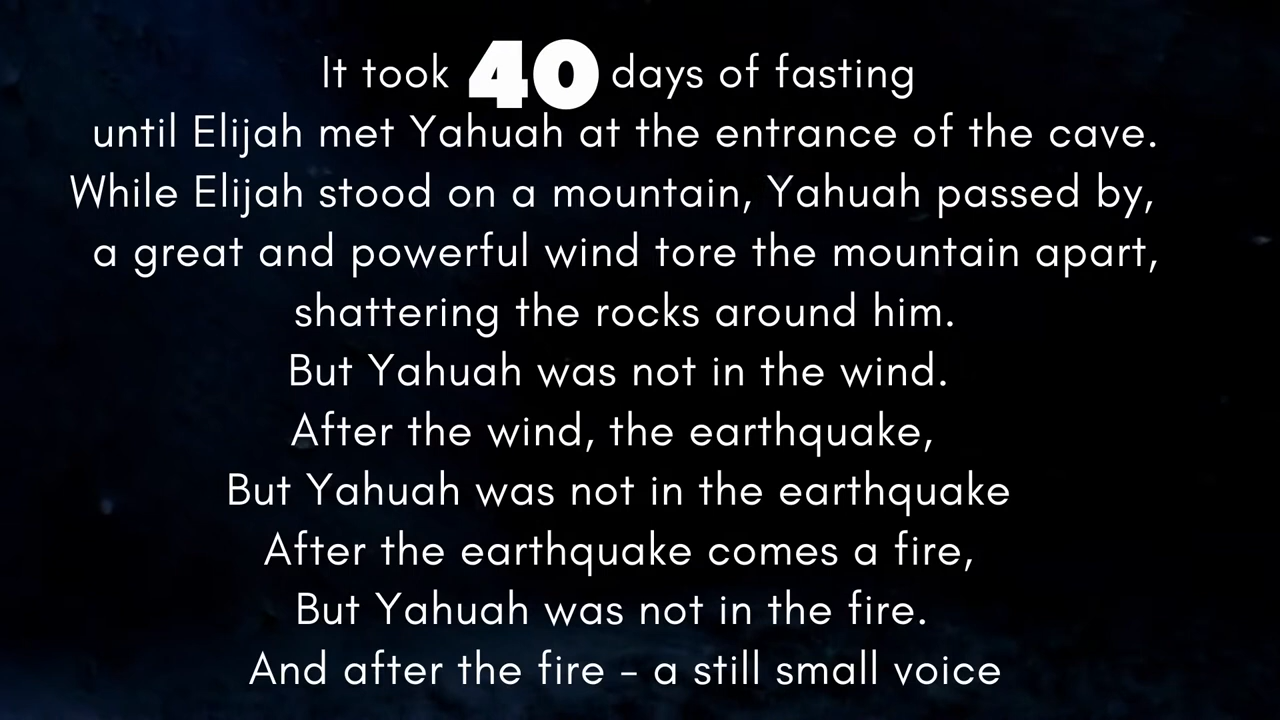 It took 40 days of fasting
until Elijah met Yahuah at the entrance of the cave.
While Elijah stood on a mountain, Yahuah passed by,
a great and powerful wind tore the mountain apart,
shattering the rocks around him.
But Yahuah was not in the wind.
After the wind, the earthquake,
But Yahuah was not in the earthquake
After the earthquake comes a fire,
But Yahuah was not in the fire.
And after the fire - a still small voice